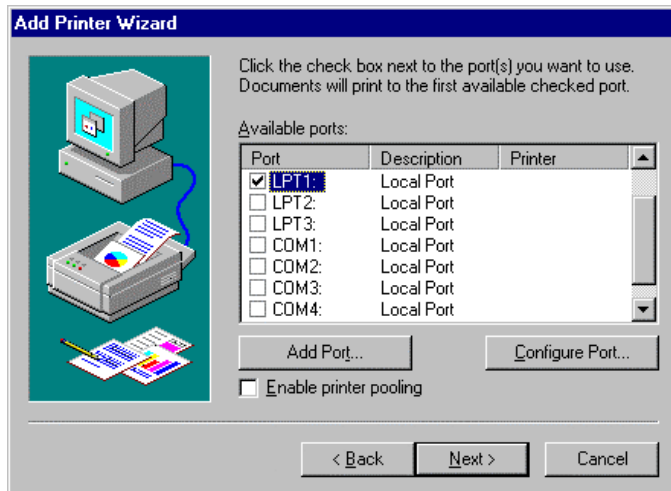 Add Printer Wizard
Click the check box next to the port(s) you want to use.
Documents will print to the first available checked port.
Available ports:
Port Description Printer
LPT1: Local Port
LPT2: Local Port
LPT3: Local Port
COM1: Local Port
COM2: Local Port
COM3: Local Port
COM4: Local Port
Add Port... Configure Port...
Enable printer pooling
< Back Next > Cancel